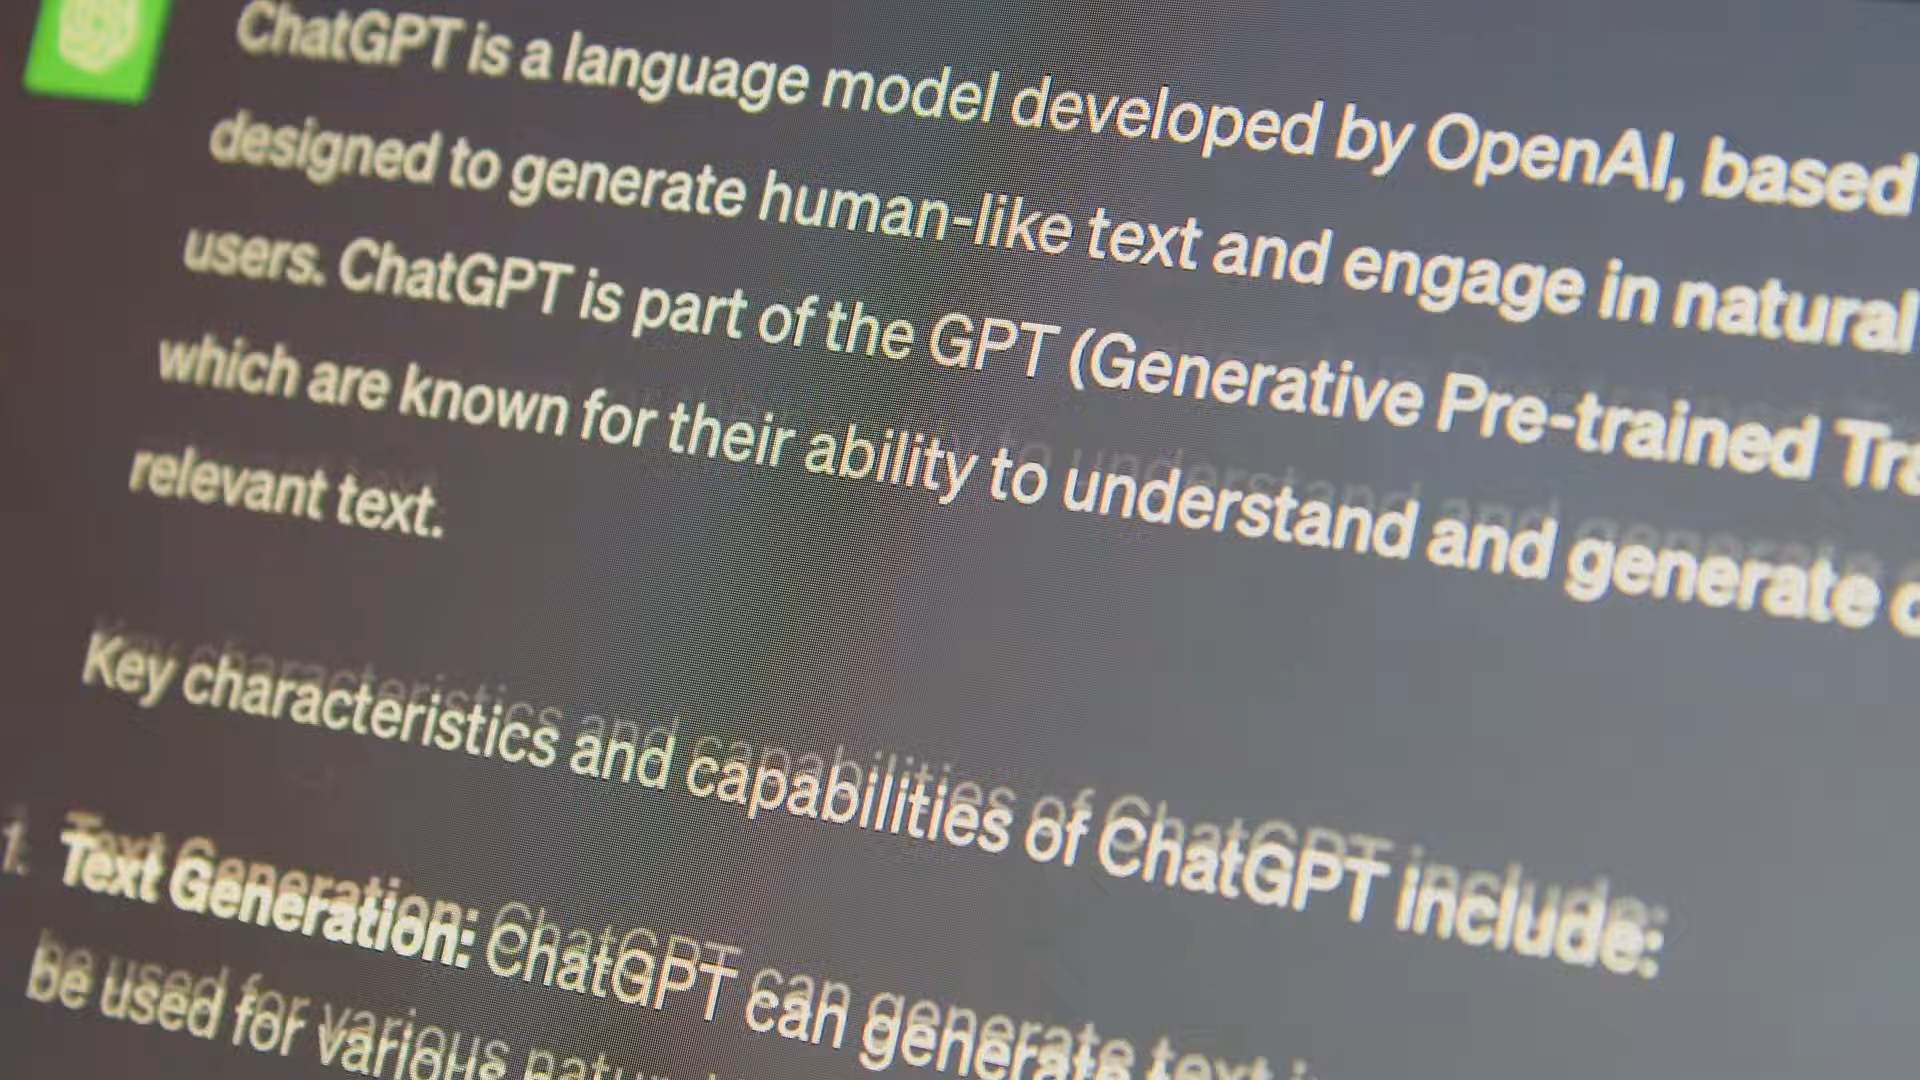 ChatGPT is a language model developed by OpenAI, based
designed to generate human-like text and engage in natural
users. ChatGPT is part of the GPT (Generative Pre-trained
which are known for their ability to understand and generate
relevant text.
Key characteristics and capabilities of ChatGPT include:
1. Text Generation: ChatGPT can generate text
be used for various